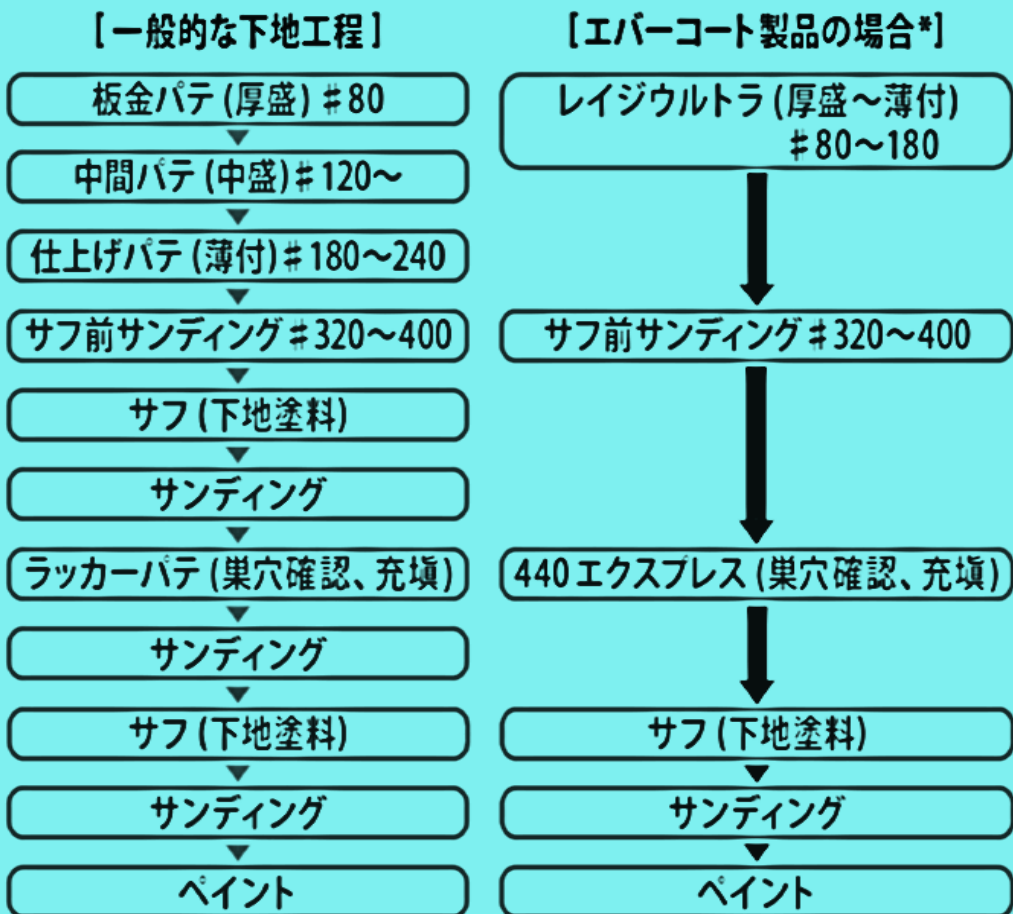 [一般的な下地工程]
板金パテ(厚盛)♯80
中間パテ(中盛)♯120〜
仕上げパテ(薄付)♯180〜240
サフ前サンディング♯320〜400
サフ(下地塗料)
サンディング
ラッカーパテ(巣穴確認、充塡)
サンディング
サフ(下地塗料)
サンディング
ペイント
[エバーコート製品の場合*]
レイジウルトラ(厚盛〜薄付)
♯80〜180
サフ前サンディング♯320〜400
440エクスプレス(巣穴確認、充塡)
サフ(下地塗料)
サンディング
ペイント